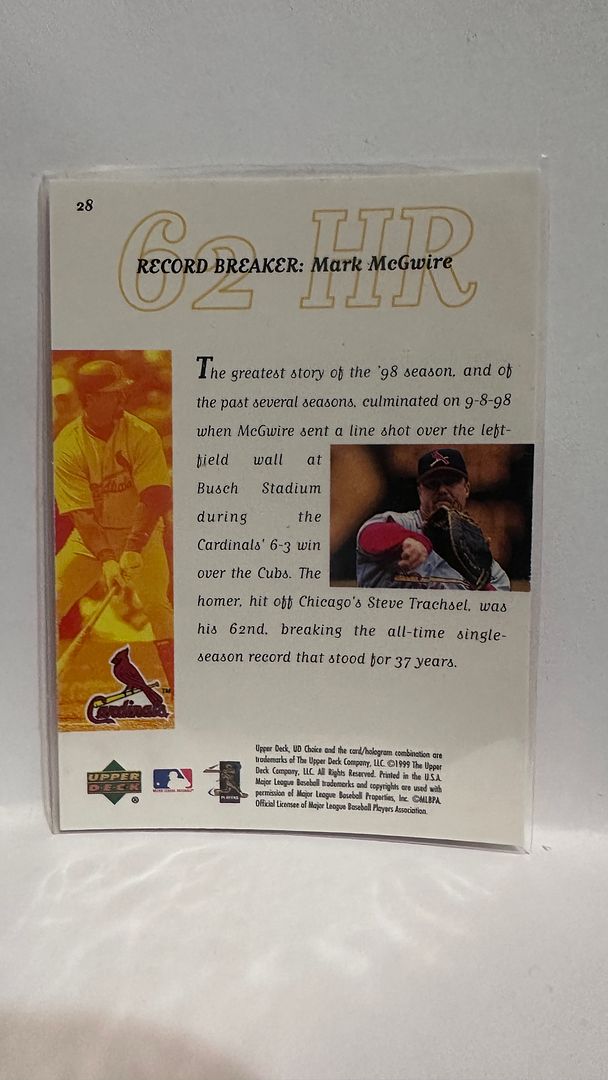 28
62 HR
RECORD BREAKER: Mark McGwire
The greatest story of the '98 season, and of
the past several seasons, culminated on 9-8-98
when McGwire sent a line shot over the left-
field wall at
Busch Stadium
during the
Cardinals' 6-3 win
over the Cubs. The
homer, hit off Chicago's Steve Trachsel, was
his 62nd, breaking the all-time single-
season record that stood for 37 years.
Cardinals
TM
Upper Deck, UD Choice and the card/hologram combination are
trademarks of The Upper Deck Company, LLC. ©1999 The Upper
Deck Company, LLC. All Rights Reserved. Printed in the U.S.A.
Major League Baseball trademarks and copyrights are used with
permission of Major League Baseball Properties, Inc. ©MLBPA.
Official Licensee of Major League Baseball Players Association.
UPPER
DECK
®
MAJOR LEAGUE BASEBALL
PLAYERS